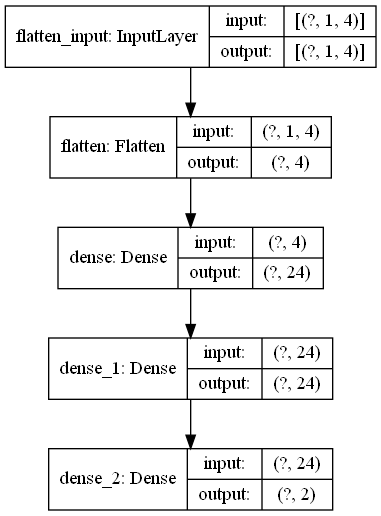 flatten_input: InputLayer
input:
[(?, 1, 4)]
output:
[(?, 1, 4)]
flatten: Flatten
input:
(?, 1, 4)
output:
(?, 4)
dense: Dense
input:
(?, 4)
output:
(?, 24)
dense_1: Dense
input:
(?, 24)
output:
(?, 24)
dense_2: Dense
input:
(?, 24)
output:
(?, 2)